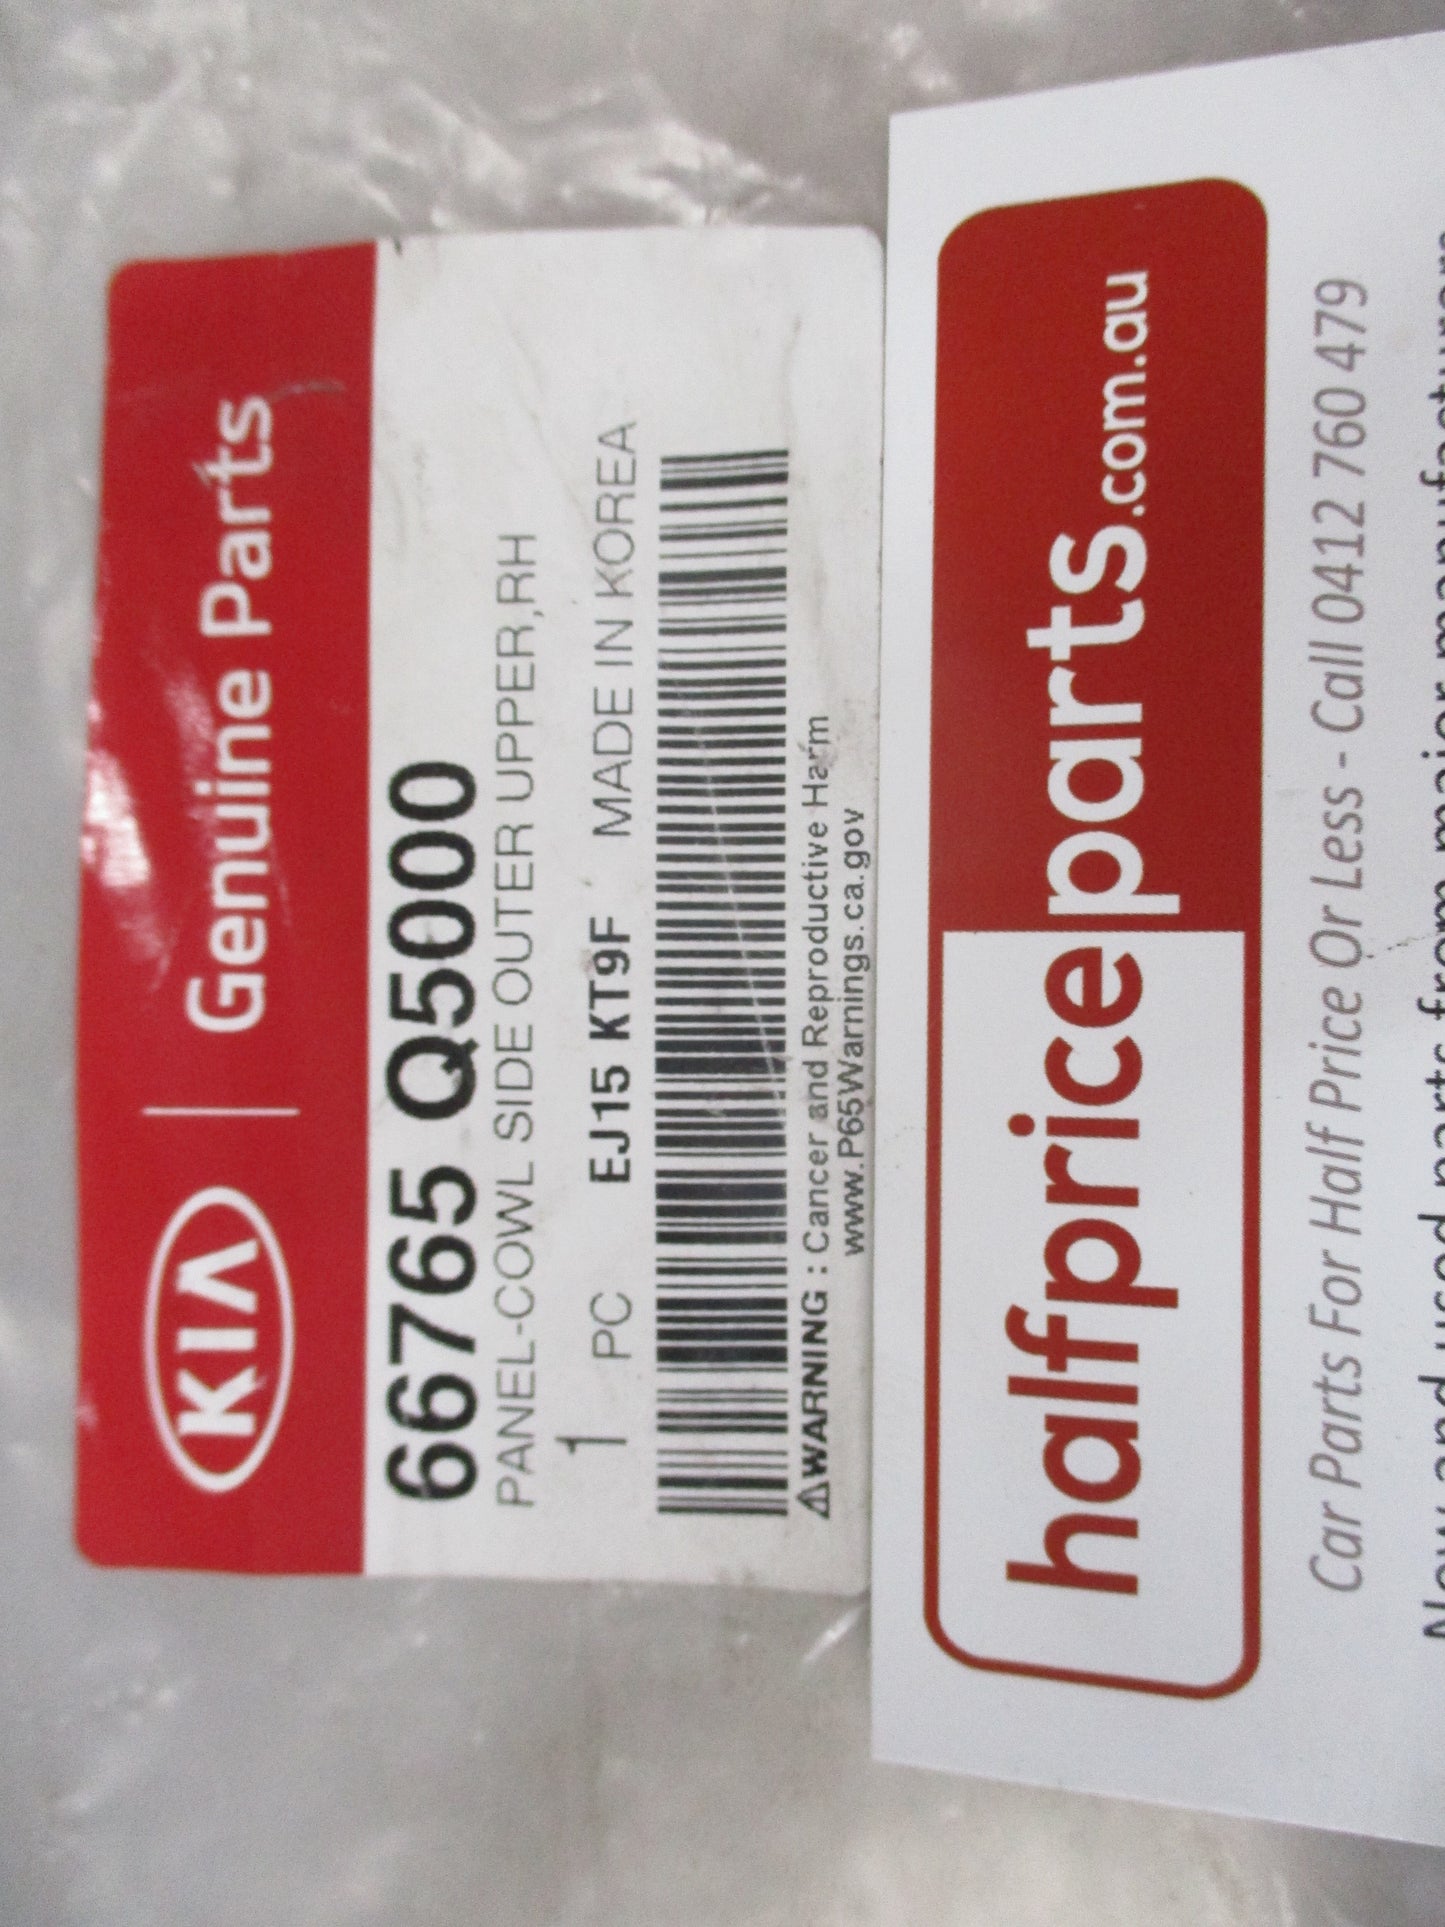 KIA Genuine Parts
66765 Q5000
PANEL-COWL SIDE OUTER UPPER,RH
1 PC EJ15 KT9F MADE IN KOREA
⚠WARNING : Cancer and Reproductive Harm
www.P65Warnings.ca.gov
halfpriceparts.com.au
Car Parts For Half Price Or Less - Call 0412 760 479